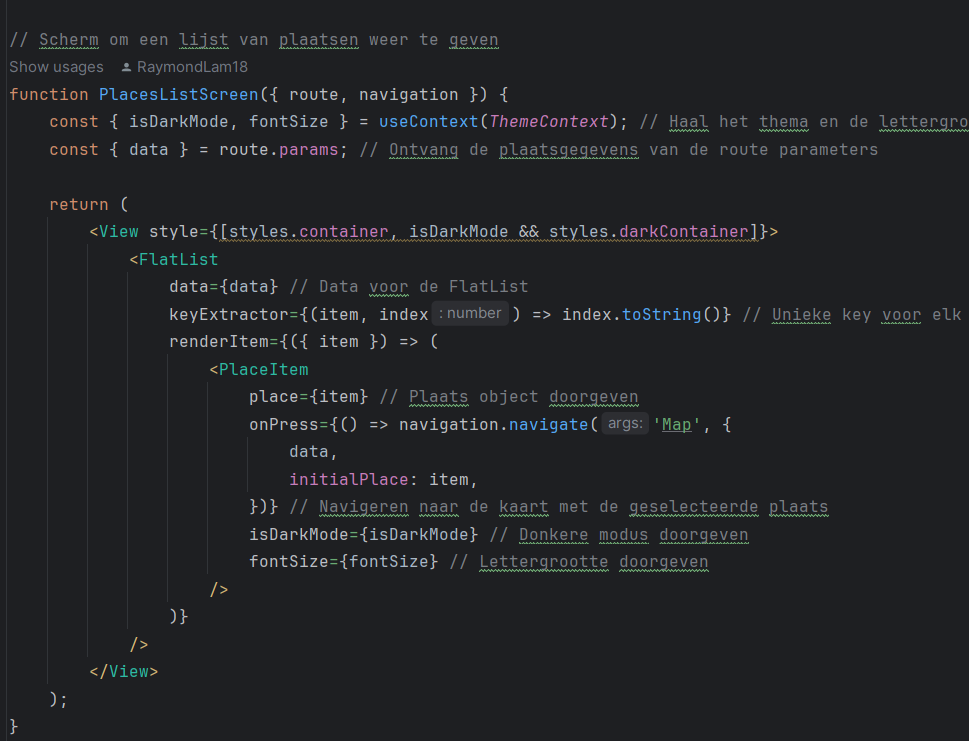 // Scherm om een lijst van plaatsen weer te geven
Show usages RaymondLam18
function PlacesListScreen({ route, navigation }) {
const { isDarkMode, fontSize } = useContext(ThemeContext); // Haal het thema en de lettergro
const { data } = route.params; // Ontvang de plaatsgegevens van de route parameters
return (
<View style={[styles.container, isDarkMode && styles.darkContainer]}>
<FlatList
data={data} // Data voor de FlatList
keyExtractor={(item, index : number ) => index.toString()} // Unieke key voor elk
renderItem={({ item }) => (
<PlaceItem
place={item} // Plaats object doorgeven
onPress={() => navigation.navigate( args: 'Map', {
data,
initialPlace: item,
})} // Navigeren naar de kaart met de geselecteerde plaats
isDarkMode={isDarkMode} // Donkere modus doorgeven
fontSize={fontSize} // Lettergrootte doorgeven
/>
)}
/>
</View>
);
}